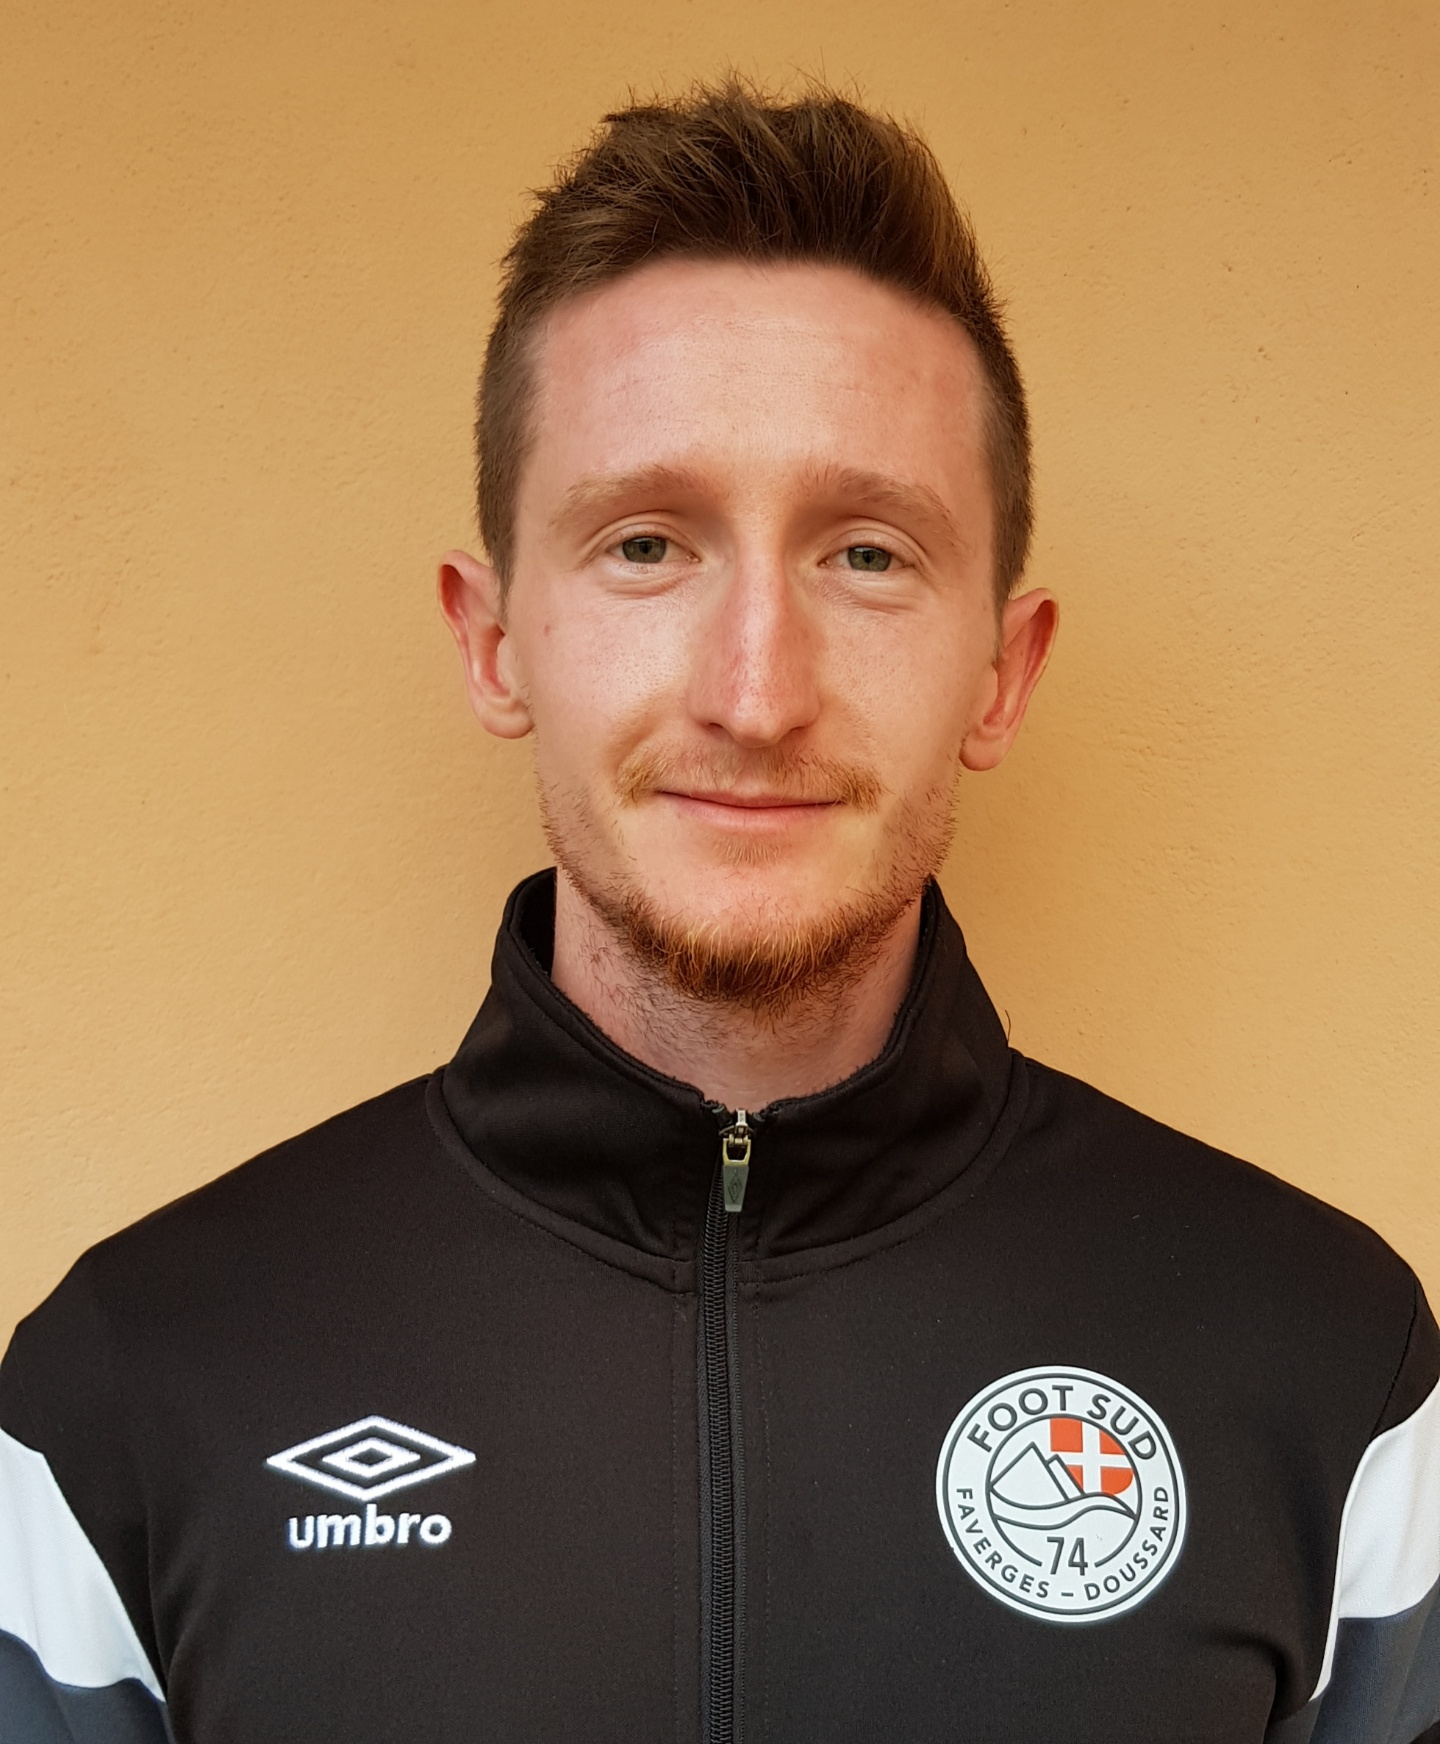 umbro
FOOT SUD
74
FAVERGES – DOUSSARD